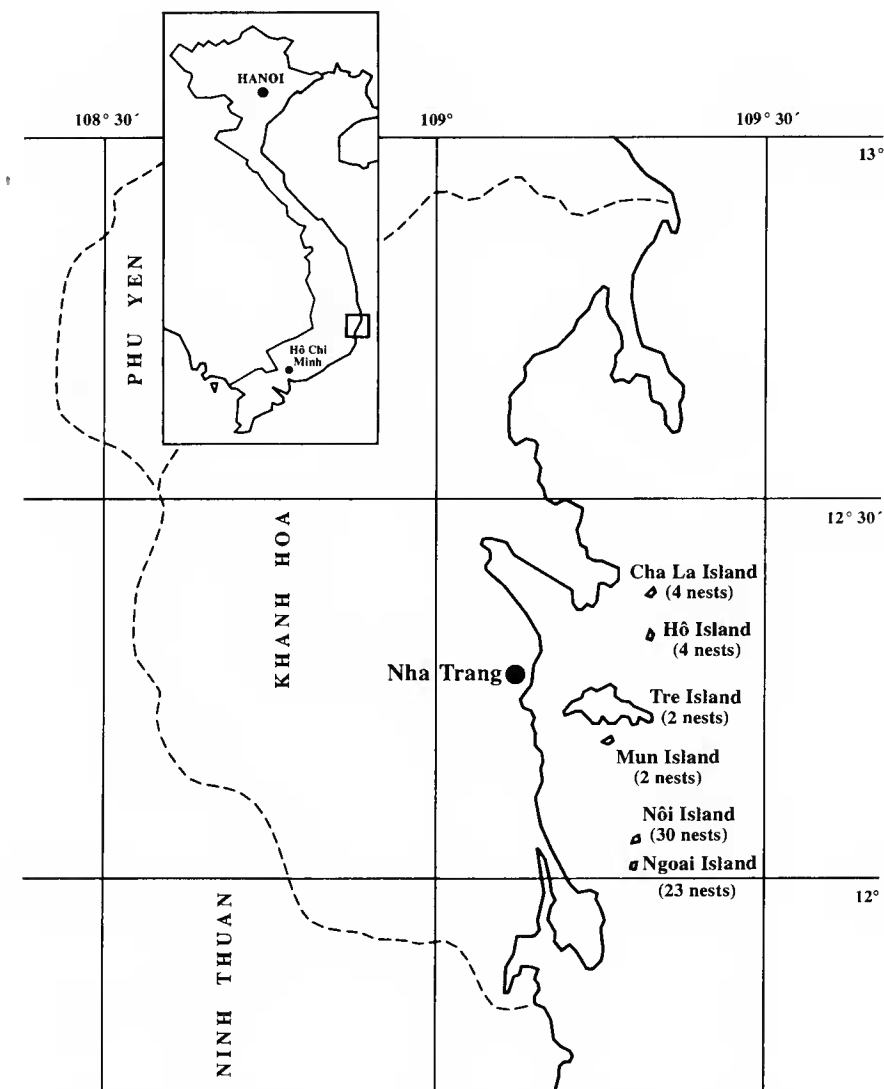 HANOI
Hô Chi
Minh
108° 30´
109°
109° 30´
13°
PHU YEN
12° 30´
KHANH HOA
Cha La Island
(4 nests)
Hô Island
(4 nests)
Nha Trang
Tre Island
(2 nests)
Mun Island
(2 nests)
Nôi Island
(30 nests)
Ngoai Island
(23 nests)
12°
NINH THUAN